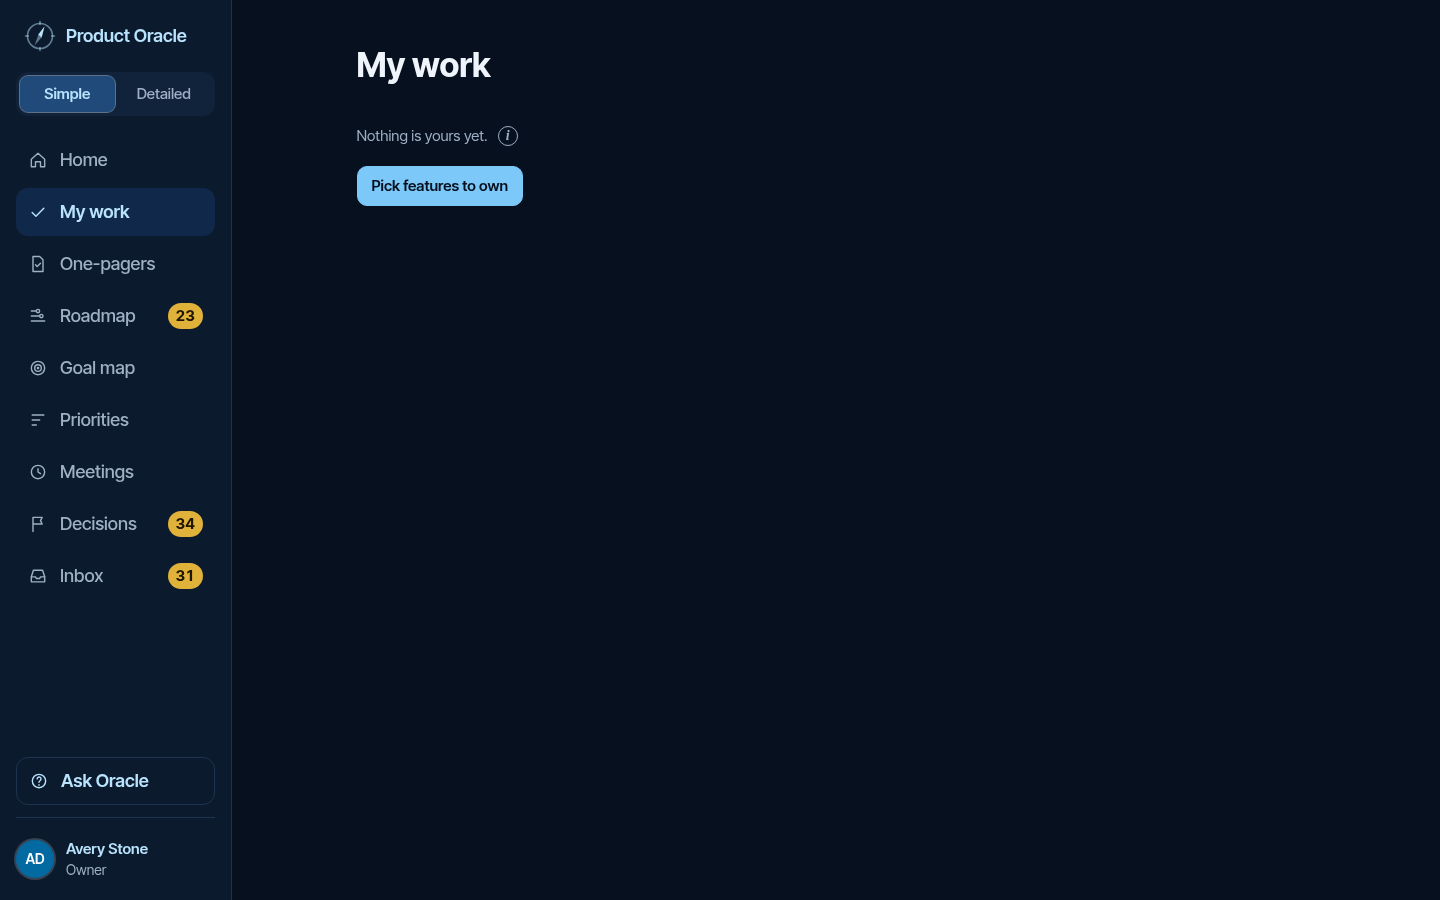 Product Oracle
Simple
Detailed
Home
My work
One-pagers
Roadmap
23
Goal map
Priorities
Meetings
Decisions
34
Inbox
31
Ask Oracle
AD
Avery Stone
Owner
My work
Nothing is yours yet.
i
Pick features to own